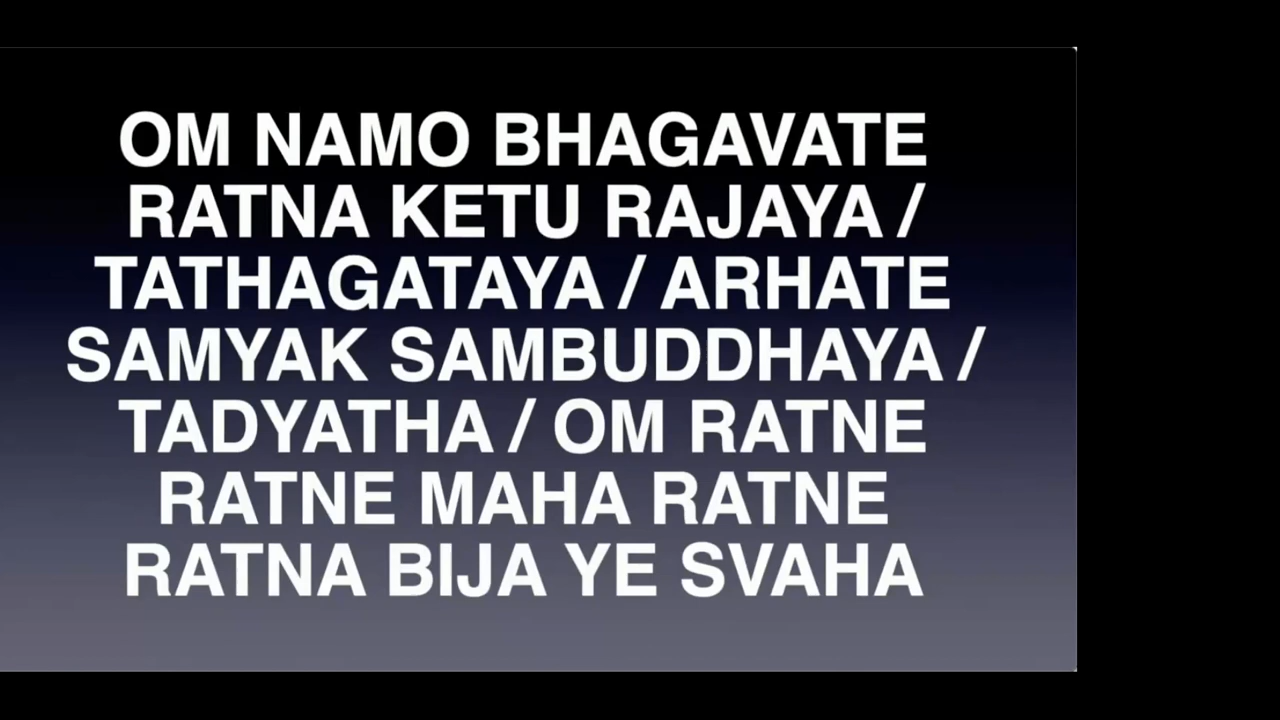 OM NAMO BHAGAVATE
RATNA KETU RAJAYA /
TATHAGATAYA / ARHATE
SAMYAK SAMBUDDHAYA /
TADYATHA / OM RATNE
RATNE MAHA RATNE
RATNA BIJA YE SVAHA